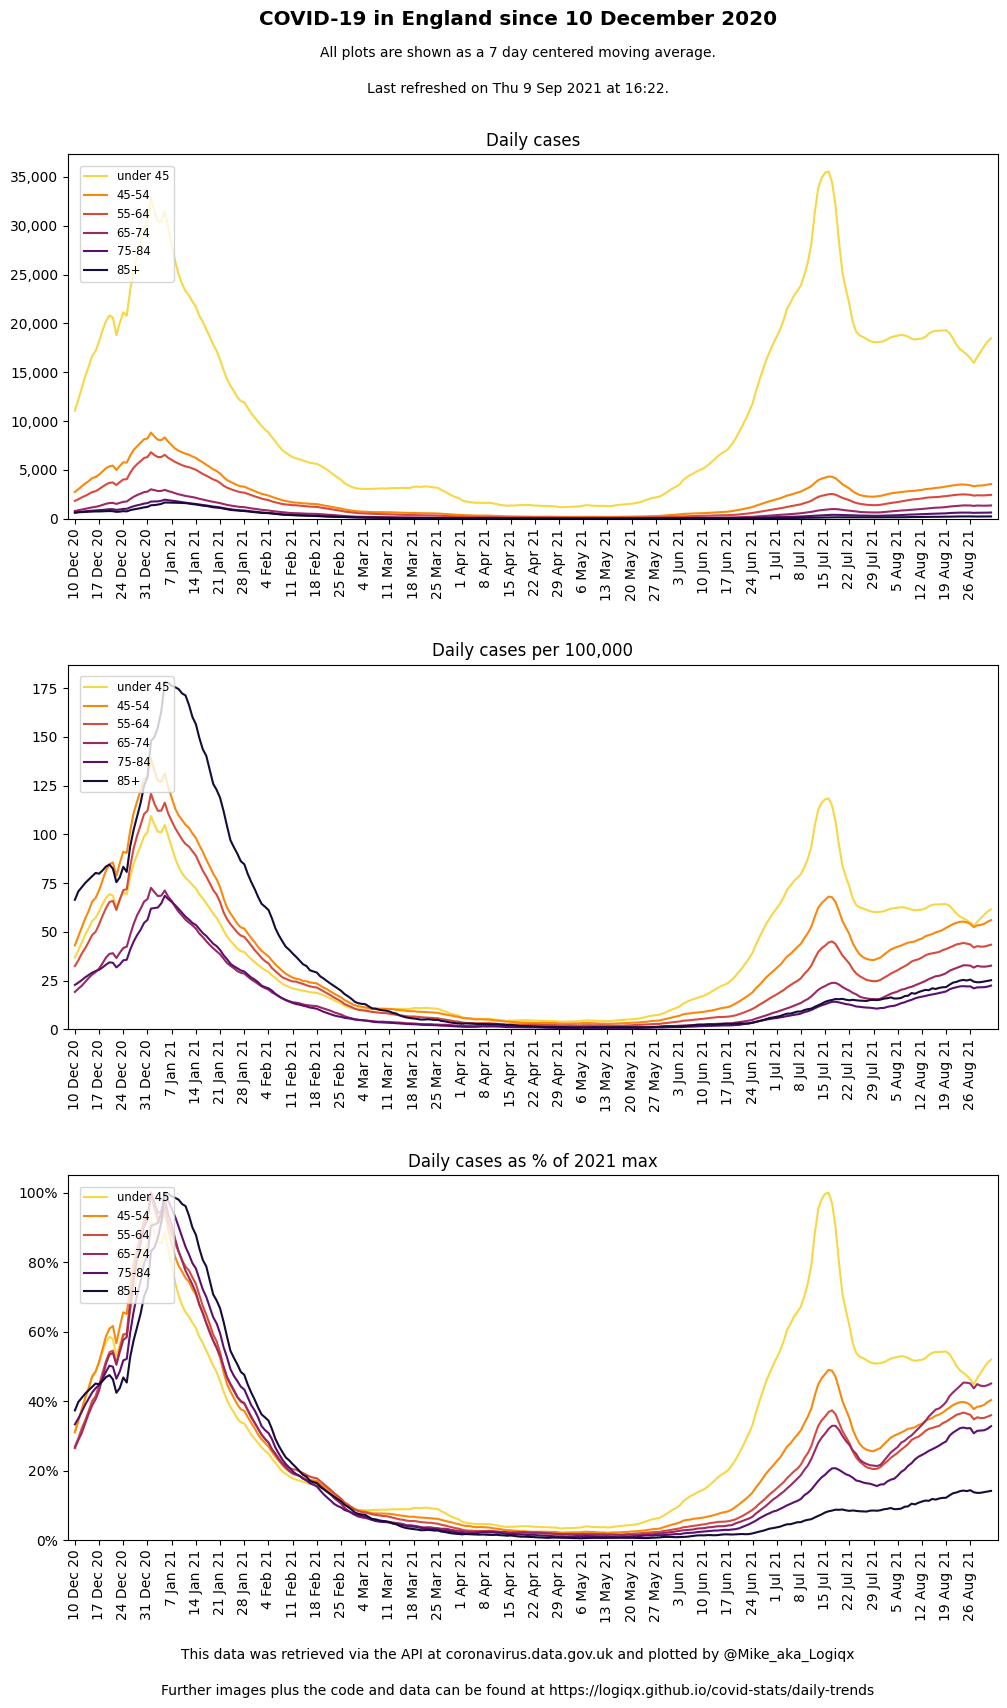 COVID-19 in England since 10 December 2020
All plots are shown as a 7 day centered moving average.
Last refreshed on Thu 9 Sep 2021 at 16:22.
Daily cases
35,000
30,000
25,000
20,000
15,000
10,000
5,000
0
under 45
45-54
55-64
65-74
75-84
85+
10 Dec 20
17 Dec 20
24 Dec 20
31 Dec 20
7 Jan 21
14 Jan 21
21 Jan 21
28 Jan 21
4 Feb 21
11 Feb 21
18 Feb 21
25 Feb 21
4 Mar 21
11 Mar 21
18 Mar 21
25 Mar 21
1 Apr 21
8 Apr 21
15 Apr 21
22 Apr 21
29 Apr 21
6 May 21
13 May 21
20 May 21
27 May 21
3 Jun 21
10 Jun 21
17 Jun 21
24 Jun 21
1 Jul 21
8 Jul 21
15 Jul 21
22 Jul 21
29 Jul 21
5 Aug 21
12 Aug 21
19 Aug 21
26 Aug 21
Daily cases per 100,000
175
150
125
100
75
50
25
0
under 45
45-54
55-64
65-74
75-84
85+
10 Dec 20
17 Dec 20
24 Dec 20
31 Dec 20
7 Jan 21
14 Jan 21
21 Jan 21
28 Jan 21
4 Feb 21
11 Feb 21
18 Feb 21
25 Feb 21
4 Mar 21
11 Mar 21
18 Mar 21
25 Mar 21
1 Apr 21
8 Apr 21
15 Apr 21
22 Apr 21
29 Apr 21
6 May 21
13 May 21
20 May 21
27 May 21
3 Jun 21
10 Jun 21
17 Jun 21
24 Jun 21
1 Jul 21
8 Jul 21
15 Jul 21
22 Jul 21
29 Jul 21
5 Aug 21
12 Aug 21
19 Aug 21
26 Aug 21
Daily cases as % of 2021 max
100%
80%
60%
40%
20%
0%
under 45
45-54
55-64
65-74
75-84
85+
10 Dec 20
17 Dec 20
24 Dec 20
31 Dec 20
7 Jan 21
14 Jan 21
21 Jan 21
28 Jan 21
4 Feb 21
11 Feb 21
18 Feb 21
25 Feb 21
4 Mar 21
11 Mar 21
18 Mar 21
25 Mar 21
1 Apr 21
8 Apr 21
15 Apr 21
22 Apr 21
29 Apr 21
6 May 21
13 May 21
20 May 21
27 May 21
3 Jun 21
10 Jun 21
17 Jun 21
24 Jun 21
1 Jul 21
8 Jul 21
15 Jul 21
22 Jul 21
29 Jul 21
5 Aug 21
12 Aug 21
19 Aug 21
26 Aug 21
This data was retrieved via the API at coronavirus.data.gov.uk and plotted by @Mike_aka_Logiqx
Further images plus the code and data can be found at https://logiqx.github.io/covid-stats/daily-trends